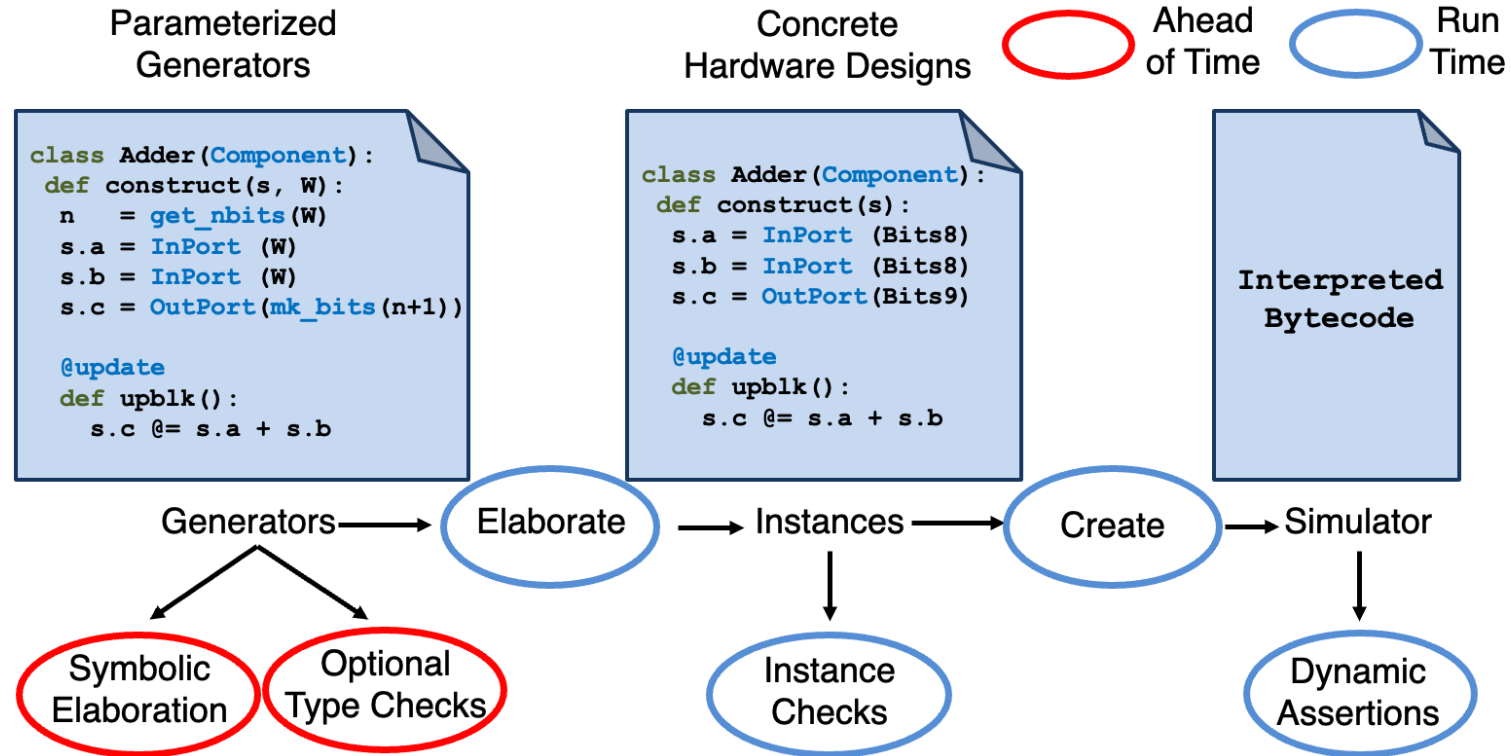 Parameterized
Generators
Concrete
Hardware Designs
Ahead
of Time
Run
Time
class Adder(Component):
 def construct(s, W):
  n   = get_nbits(W)
  s.a = InPort (W)
  s.b = InPort (W)
  s.c = OutPort(mk_bits(n+1))
  @update
  def upblk():
    s.c @= s.a + s.b
class Adder(Component):
 def construct(s):
  s.a = InPort (Bits8)
  s.b = InPort (Bits8)
  s.c = OutPort(Bits9)
  @update
  def upblk():
    s.c @= s.a + s.b
Interpreted
Bytecode
Generators
Elaborate
Instances
Create
Simulator
Symbolic
Elaboration
Optional
Type Checks
Instance
Checks
Dynamic
Assertions